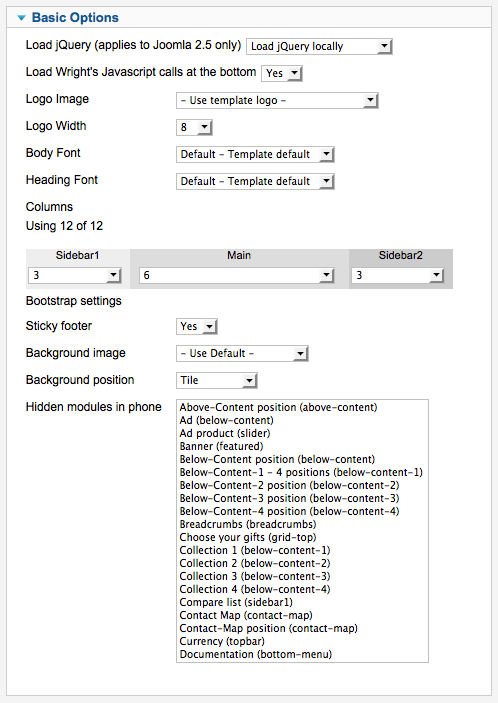 Basic Options
Load jQuery (applies to Joomla 2.5 only) Load jQuery locally
Load Wright's Javascript calls at the bottom Yes
Logo Image - Use template logo -
Logo Width 8
Body Font Default - Template default
Heading Font Default - Template default
Columns
Using 12 of 12
Sidebar1 Main Sidebar2
3 6 3
Bootstrap settings
Sticky footer Yes
Background image - Use Default -
Background position Tile
Hidden modules in phone
Above-Content position (above-content)
Ad (below-content)
Ad product (slider)
Banner (featured)
Below-Content position (below-content)
Below-Content-1 - 4 positions (below-content-1)
Below-Content-2 position (below-content-2)
Below-Content-3 position (below-content-3)
Below-Content-4 position (below-content-4)
Breadcrumbs (breadcrumbs)
Choose your gifts (grid-top)
Collection 1 (below-content-1)
Collection 2 (below-content-2)
Collection 3 (below-content-3)
Collection 4 (below-content-4)
Compare list (sidebar1)
Contact Map (contact-map)
Contact-Map position (contact-map)
Currency (topbar)
Documentation (bottom-menu)